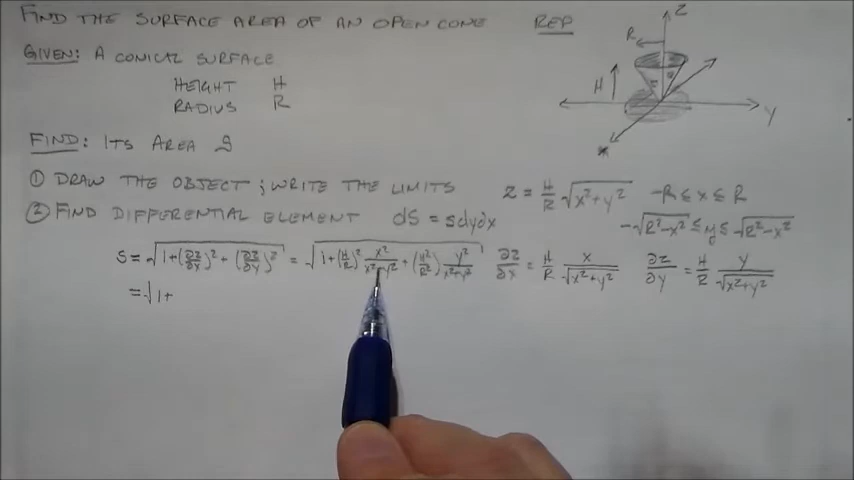 FIND THE SURFACE AREA OF AN OPEN CONE REP
GIVEN: A CONICAL SURFACE
HEIGHT H
RADIUS R
FIND: ITS AREA S
① DRAW THE OBJECT; WRITE THE LIMITS
z = H/R √(x²+y²) -R ≤ x ≤ R
② FIND DIFFERENTIAL ELEMENT dS = s dy dx
-√(R²-x²) ≤ y ≤ √(R²-x²)
S = √(1+(∂z/∂x)² + (∂z/∂y)²) = √(1+(H/R)² x²/(x²+y²) + (H²/R²) y²/(x²+y²))
∂z/∂x = H/R x/√(x²+y²) ∂z/∂y = H/R y/√(x²+y²)
= √1+
Z
R
H
Y